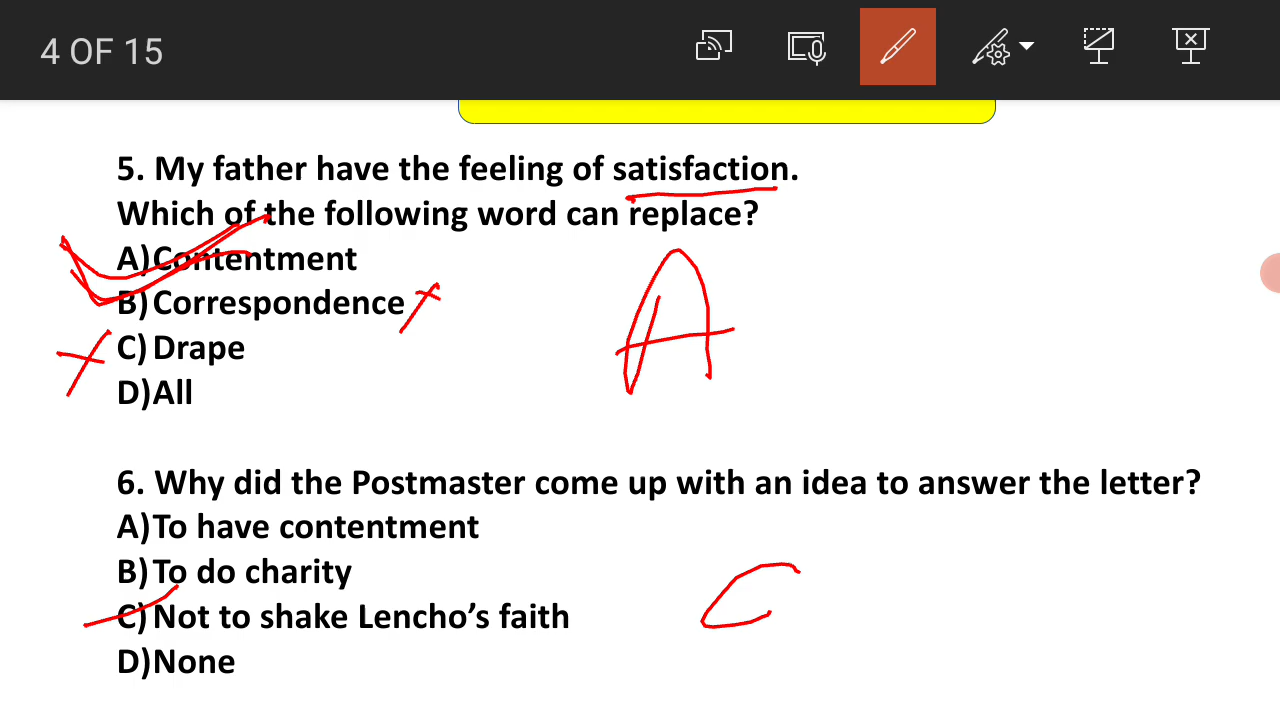 4 OF 15
5. My father have the feeling of satisfaction.
Which of the following word can replace?
A) Contentment
B) Correspondence
C) Drape
D) All
A
6. Why did the Postmaster come up with an idea to answer the letter?
A) To have contentment
B) To do charity
C) Not to shake Lencho’s faith
D) None
C